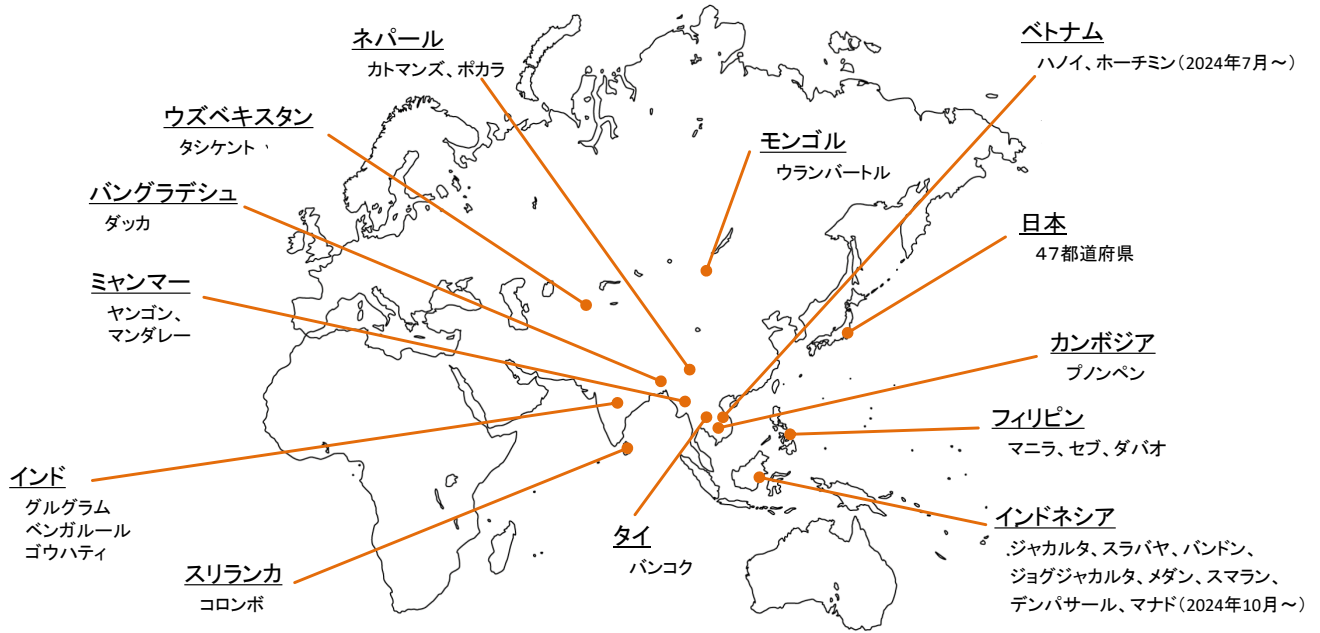 ネパール
カトマンズ、ポカラ
ベトナム
ハノイ、ホーチミン（2024年7月～）
ウズベキスタン
タシケント
モンゴル
ウランバートル
バングラデシュ
ダッカ
日本
４７都道府県
ミャンマー
ヤンゴン、
マンダレー
カンボジア
プノンペン
フィリピン
マニラ、セブ、ダバオ
インド
グルグラム
ベンガルール
ゴウハティ
タイ
バンコク
インドネシア
ジャカルタ、スラバヤ、バンドン、
ジョグジャカルタ、メダン、スマラン、
デンパサール、マナド（2024年10月～）
スリランカ
コロンボ